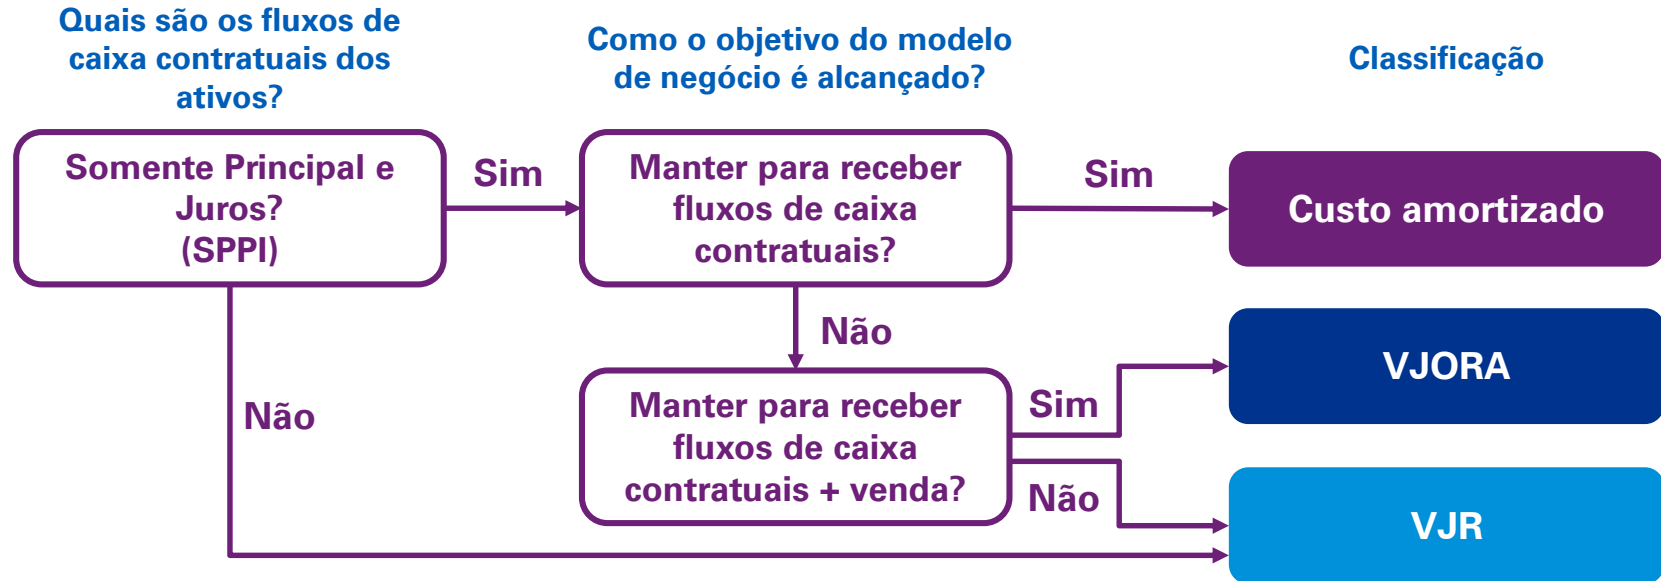 Quais são os fluxos de
caixa contratuais dos
ativos?
Como o objetivo do modelo
de negócio é alcançado?
Classificação
Somente Principal e
Juros?
(SPPI)
Sim
Manter para receber
fluxos de caixa
contratuais?
Sim
Custo amortizado
Não
Não
Manter para receber
fluxos de caixa
contratuais + venda?
Sim
VJORA
Não
VJR